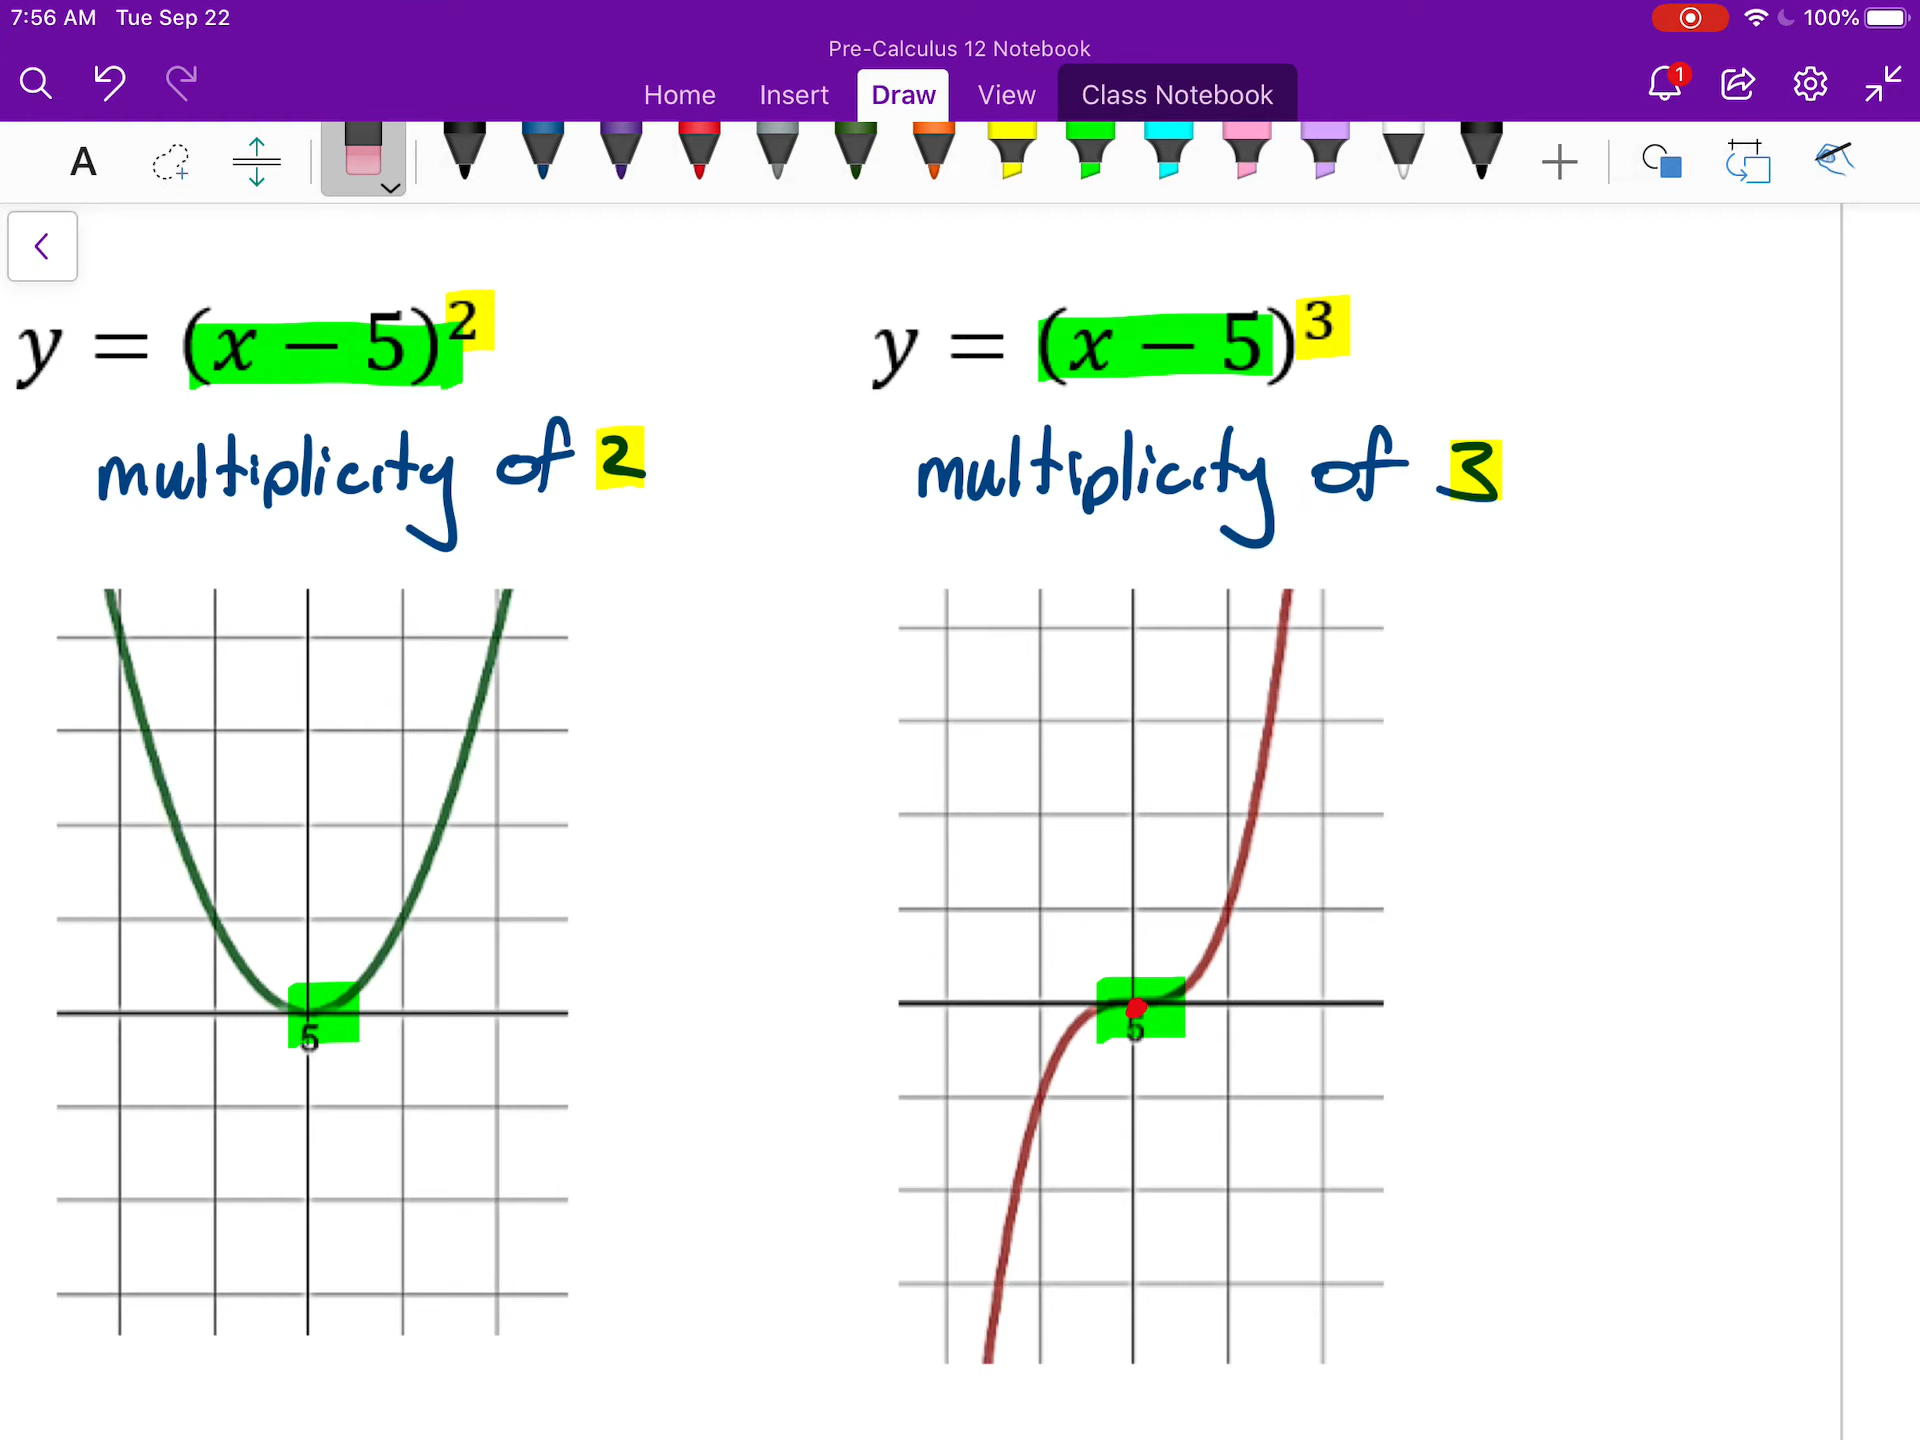 7:56 AM Tue Sep 22 100%
Pre-Calculus 12 Notebook
Home Insert Draw View Class Notebook 1
A
y = (x − 5)² y = (x − 5)³
multiplicity of 2 multiplicity of 3
5 5